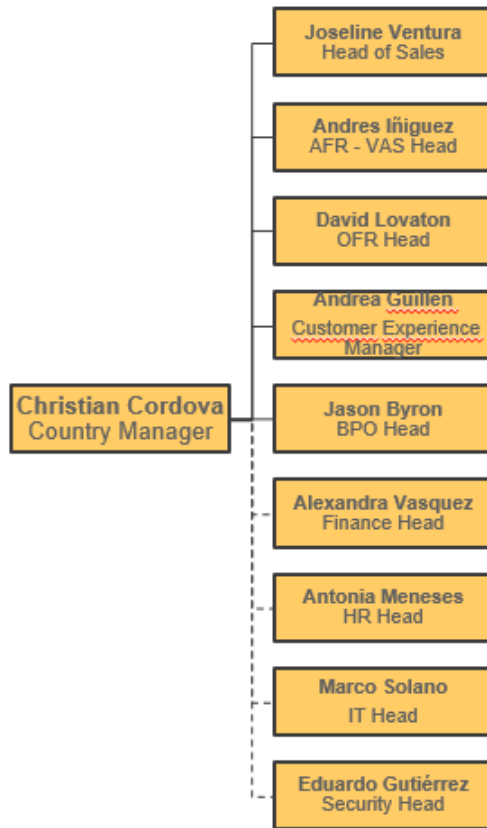 Joseline Ventura
Head of Sales
Andres Iñiguez
AFR - VAS Head
David Lovaton
OFR Head
Andrea Guillen
Customer Experience
Manager
Christian Cordova
Country Manager
Jason Byron
BPO Head
Alexandra Vasquez
Finance Head
Antonia Meneses
HR Head
Marco Solano
IT Head
Eduardo Gutiérrez
Security Head